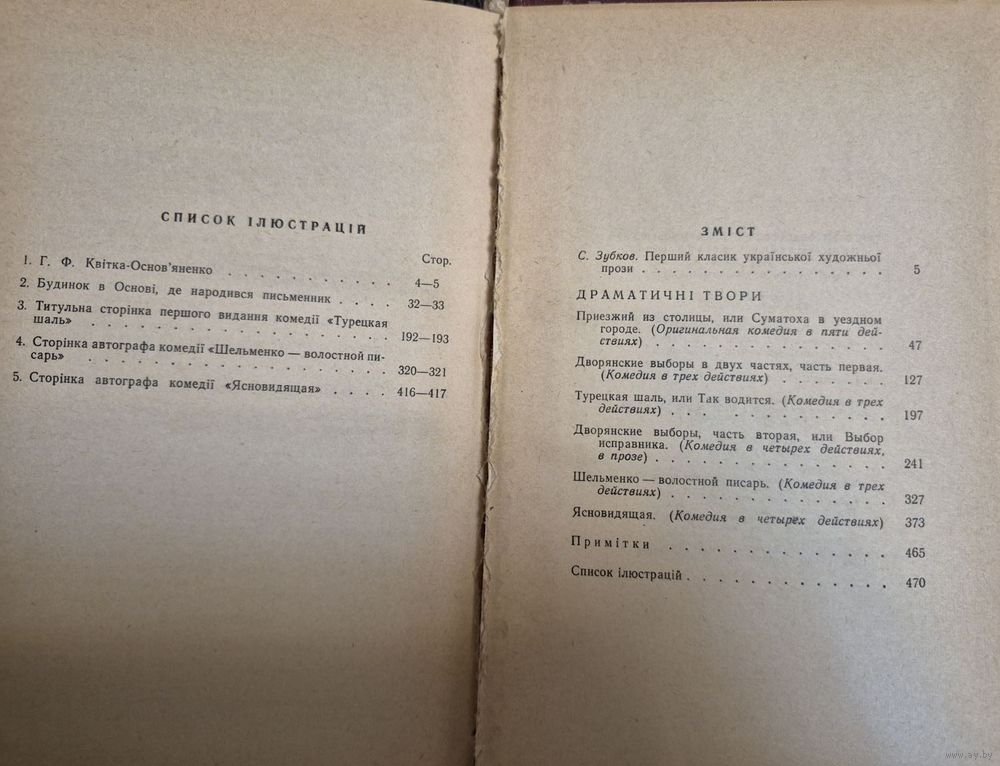 СПИСОК ІЛЮСТРАЦІЙ
Стор.
1. Г. Ф. Квітка-Основ'яненко . . . . . . . . . . 4—5
2. Будинок в Основі, де народився письменник . . . . 32—33
3. Титульна сторінка першого видання комедії «Турецкая
шаль» . . . . . . . . . . . . . . . . . 192—193
4. Сторінка автографа комедії «Шельменко — волостной пи-
сарь» . . . . . . . . . . . . . . . . . 320—321
5. Сторінка автографа комедії «Ясновидящая» . . . . 416—417
ЗМІСТ
С. Зубков. Перший класик української художньої
прози . . . . . . . . . . . . . . . . 5
ДРАМАТИЧНІ ТВОРИ
Приезжий из столицы, или Суматоха в уездном
городе. (Оригинальная комедия в пяти дей-
ствиях) . . . . . . . . . . . . . . . 47
Дворянские выборы в двух частях, часть первая.
(Комедия в трех действиях) . . . . . . . . 127
Турецкая шаль, или Так водится. (Комедия в трех
действиях) . . . . . . . . . . . . . . 197
Дворянские выборы, часть вторая, или Выбор
исправника. (Комедия в четырех действиях,
в прозе) . . . . . . . . . . . . . . . 241
Шельменко — волостной писарь. (Комедия в трех
действиях) . . . . . . . . . . . . . . 327
Ясновидящая. (Комедия в четырех действиях) 373
Примітки . . . . . . . . . . . . . . 465
Список ілюстрацій . . . . . . . . . . . . . 470
www.ay.by